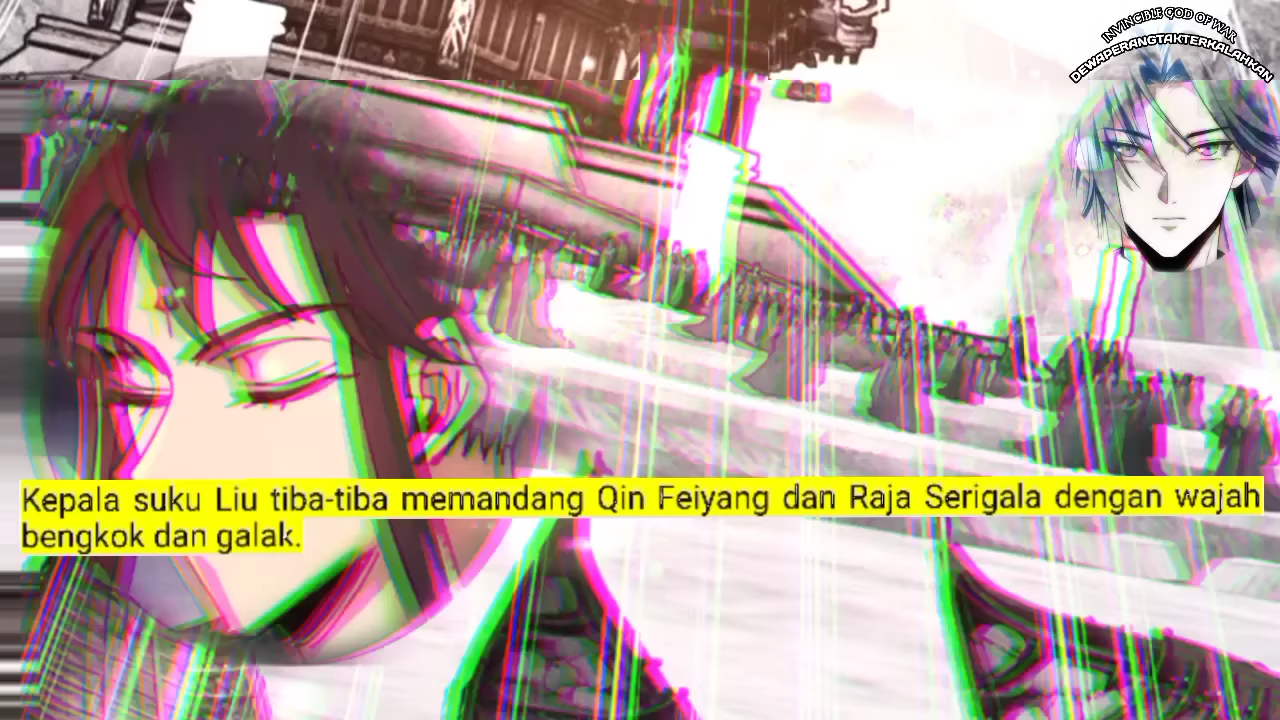 INVINCIBLE GOD OF WAR
DEWAPERANGTAKTERKALAHKAN
Kepala suku Liu tiba-tiba memandang Qin Feiyang dan Raja Serigala dengan wajah
bengkok dan galak.